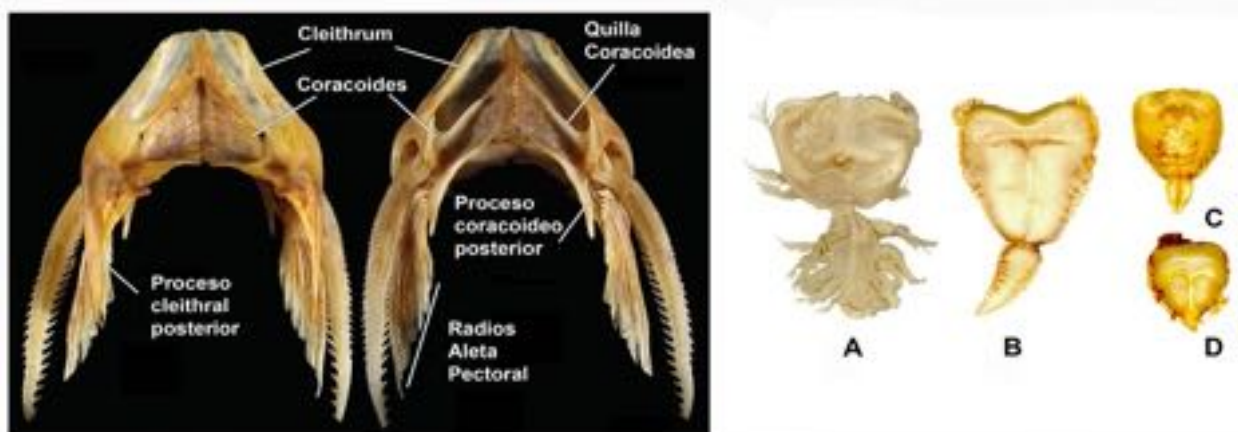 Cleithrum
Coracoides
Quilla
Coracoidea
Proceso
coracoideo
posterior
Proceso
cleithral
posterior
Radios
Aleta
Pectoral
A
B
C
D